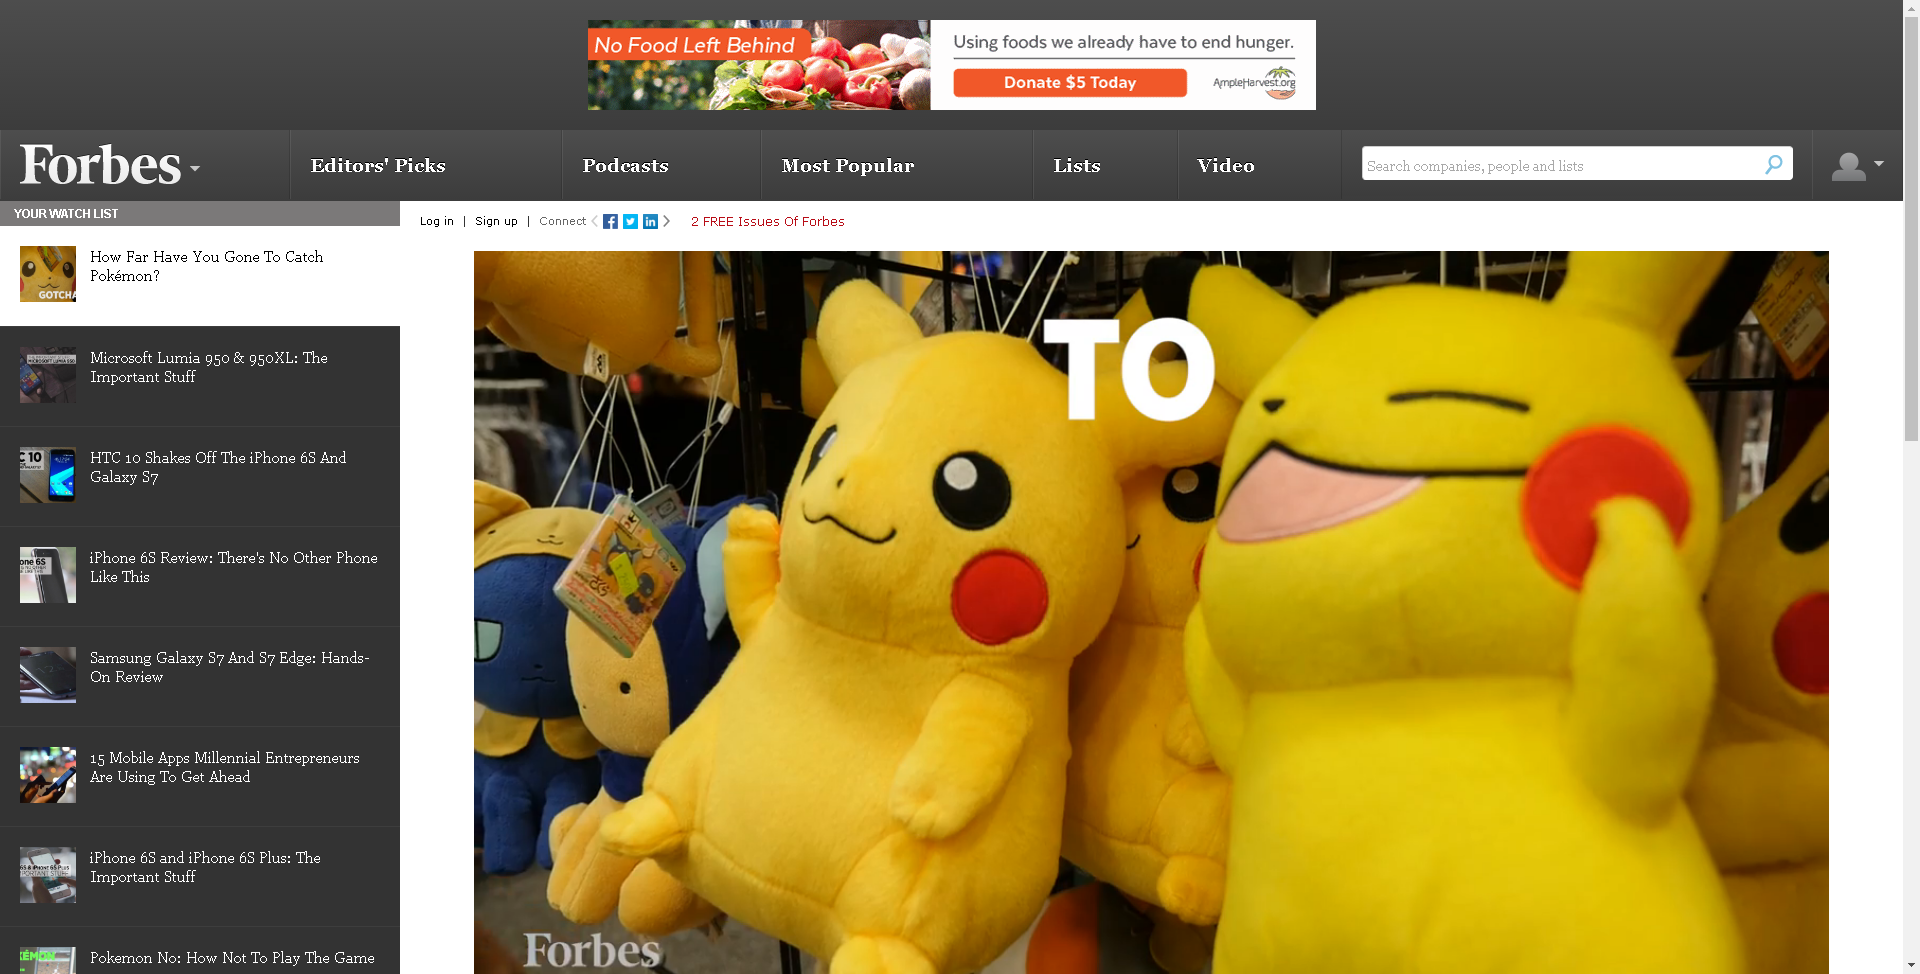 No Food Left Behind
Using foods we already have to end hunger.
Donate $5 Today
AmpleHarvest.org
Forbes
Editors' Picks
Podcasts
Most Popular
Lists
Video
Search companies, people and lists
YOUR WATCH LIST
Log in | Sign up | Connect
2 FREE Issues Of Forbes
How Far Have You Gone To Catch
Pokémon?
GOTCHA
Microsoft Lumia 950 & 950XL: The
Important Stuff
HTC 10 Shakes Off The iPhone 6S And
Galaxy S7
iPhone 6S Review: There's No Other Phone
Like This
Samsung Galaxy S7 And S7 Edge: Hands-
On Review
15 Mobile Apps Millennial Entrepreneurs
Are Using To Get Ahead
iPhone 6S and iPhone 6S Plus: The
Important Stuff
Pokemon No: How Not To Play The Game
TO
Forbes